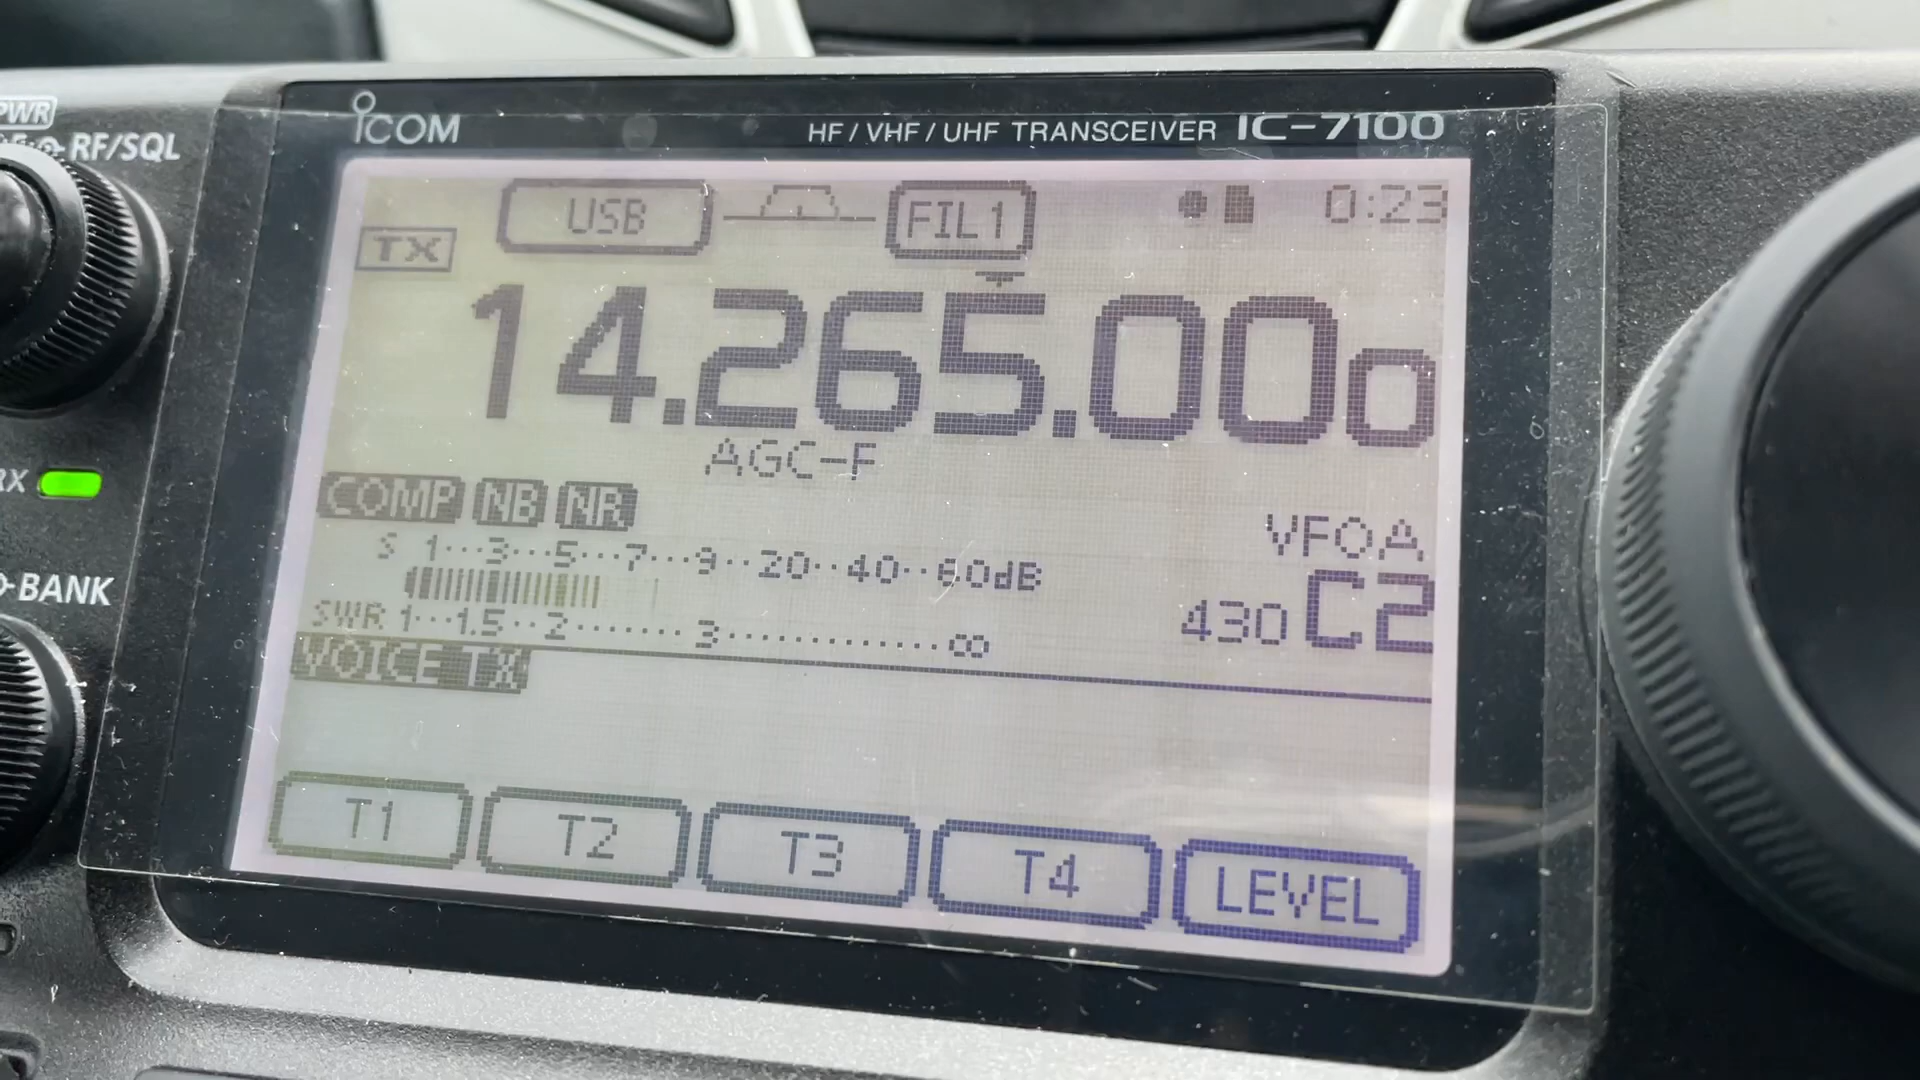 PWR
RF/SQL
ICOM
HF/VHF/UHF TRANSCEIVER IC-7100
USB
FIL1
0:23
TX
14.265.000
AGC-F
RX
COMP NB NR
VFOA
S 1···3···5···7···9··20··40··60dB
BANK
430 C2
SWR 1···1.5··2·······3·············∞
VOICE TX
T1 T2 T3 T4 LEVEL